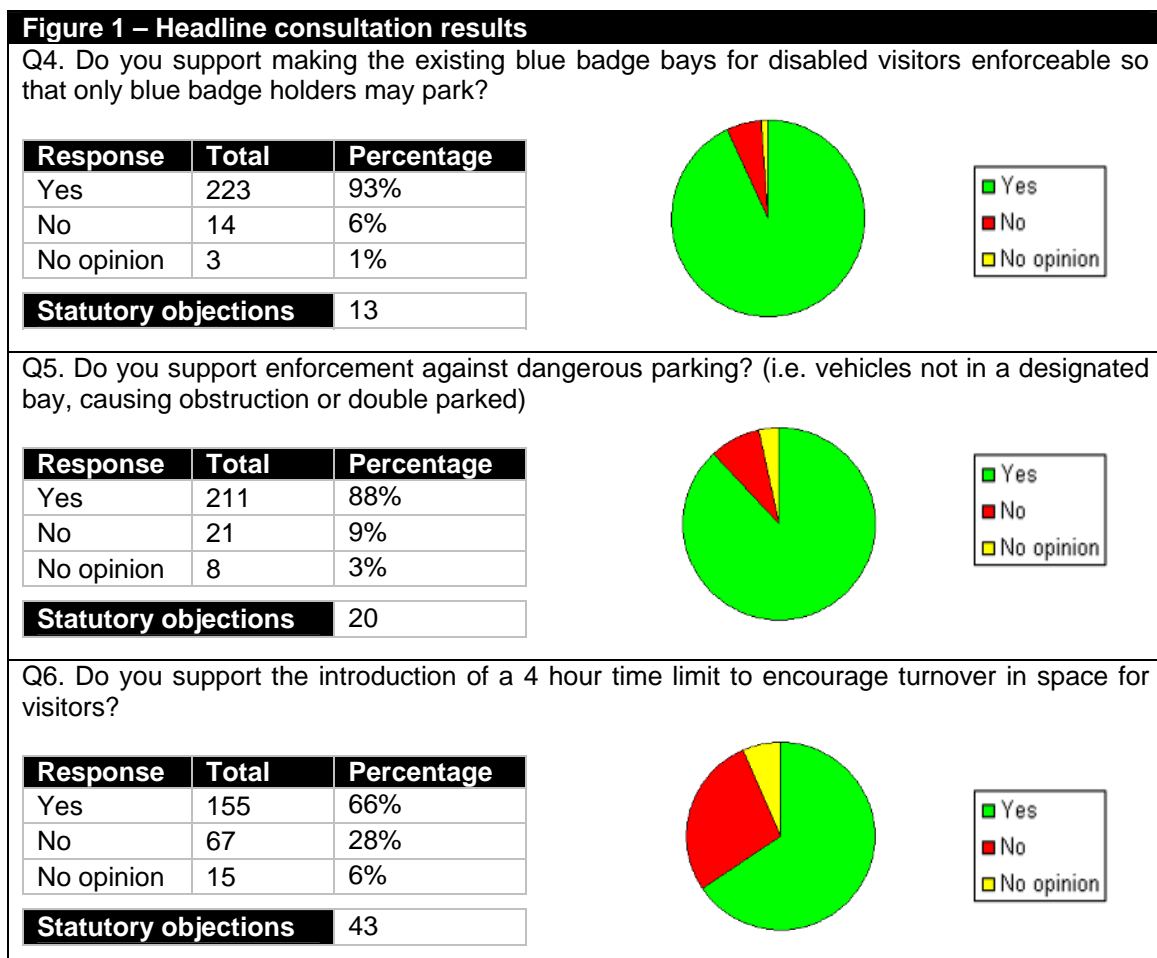 Figure 1 – Headline consultation results
Q4. Do you support making the existing blue badge bays for disabled visitors enforceable so
that only blue badge holders may park?
Response Total Percentage
Yes 223 93%
No 14 6%
No opinion 3 1%
Statutory objections 13
Yes
No
No opinion
Q5. Do you support enforcement against dangerous parking? (i.e. vehicles not in a designated
bay, causing obstruction or double parked)
Response Total Percentage
Yes 211 88%
No 21 9%
No opinion 8 3%
Statutory objections 20
Yes
No
No opinion
Q6. Do you support the introduction of a 4 hour time limit to encourage turnover in space for
visitors?
Response Total Percentage
Yes 155 66%
No 67 28%
No opinion 15 6%
Statutory objections 43
Yes
No
No opinion